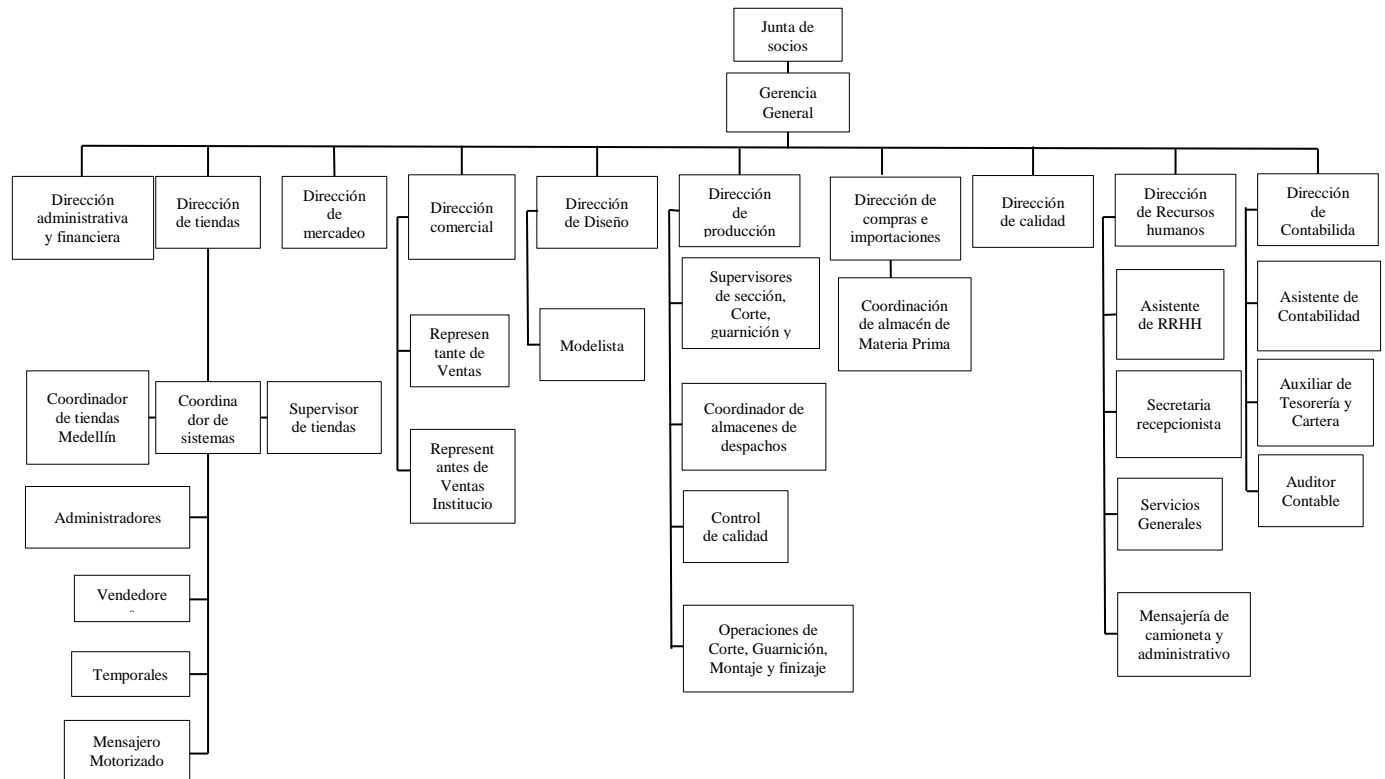 Junta de
socios
Gerencia
General
Dirección
administrativa
y financiera
Dirección
de tiendas
Dirección
de
mercadeo
Dirección
comercial
Dirección
de Diseño
Dirección
de
producción
Dirección de
compras e
importaciones
Dirección
de calidad
Dirección
de Recursos
humanos
Dirección
de
Contabilida
Supervisores
de sección,
Corte,
guarnición y
Coordinación
de almacén de
Materia Prima
Asistente
de RRHH
Asistente de
Contabilidad
Represen
tante de
Ventas
Modelista
Coordinador
de tiendas
Medellín
Coordina
dor de
sistemas
Supervisor
de tiendas
Coordinador de
almacenes de
despachos
Secretaria
recepcionista
Auxiliar de
Tesorería y
Cartera
Represent
antes de
Ventas
Institucio
Administradores
Control
de calidad
Servicios
Generales
Auditor
Contable
Vendedore
Temporales
Operaciones de
Corte, Guarnición,
Montaje y finizaje
Mensajería de
camioneta y
administrativo
Mensajero
Motorizado